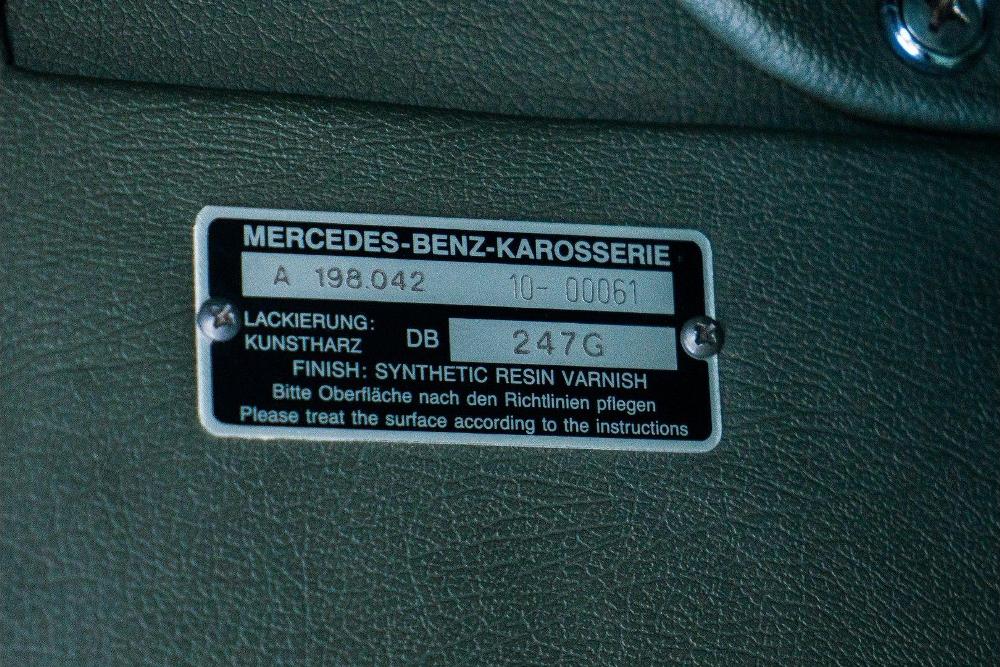 MERCEDES-BENZ-KAROSSERIE
A 198.042 10- 00061
LACKIERUNG:
KUNSTHARZ DB 247G
FINISH: SYNTHETIC RESIN VARNISH
Bitte Oberfläche nach den Richtlinien pflegen
Please treat the surface according to the instructions